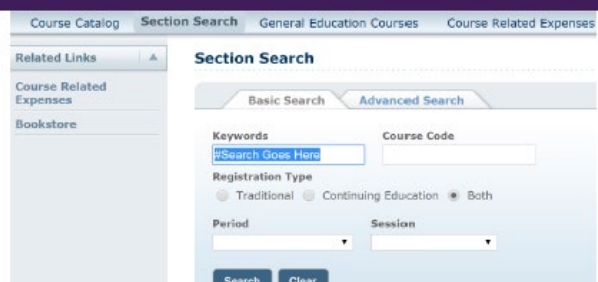 Course Catalog Section Search General Education Courses Course Related Expenses
Related Links
Course Related
Expenses
Bookstore
Section Search
Basic Search Advanced Search
Keywords Course Code
#Search Goes Here
Registration Type
Traditional Continuing Education Both
Period Session
Search Clear